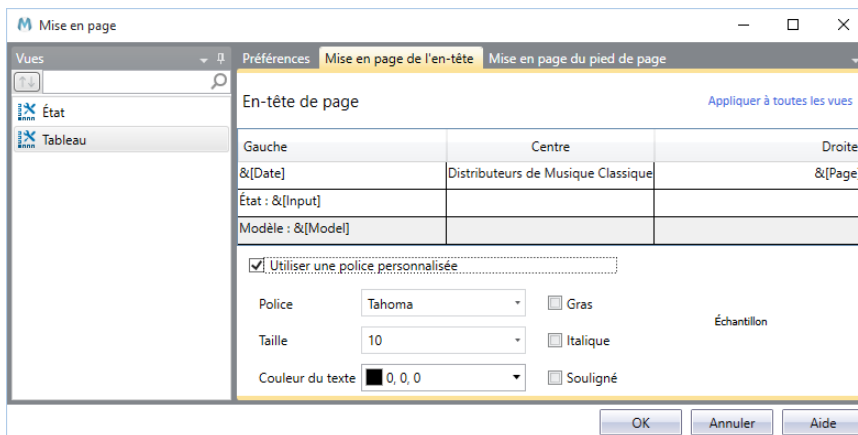 Mise en page
Vues
Préférences Mise en page de l'en-tête Mise en page du pied de page
En-tête de page Appliquer à toutes les vues
État
Tableau
Gauche Centre Droite
&[Date] Distributeurs de Musique Classique &[Page]
État : &[Input]
Modèle : &[Model]
Utiliser une police personnalisée
Police Tahoma Gras
Échantillon
Taille 10 Italique
Couleur du texte 0, 0, 0 Souligné
OK Annuler Aide